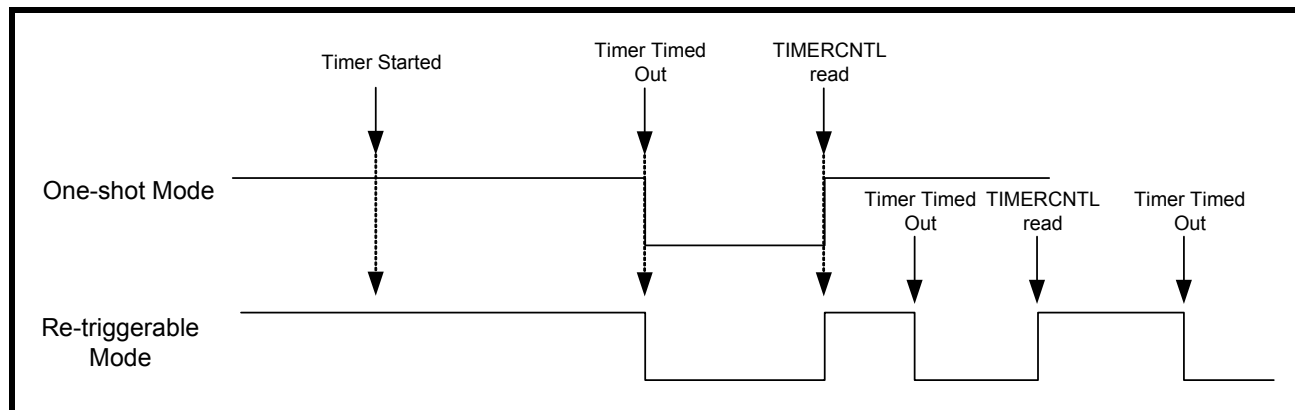 Timer Started
Timer Timed
Out
TIMERCNTL
read
One-shot Mode
Timer Timed
Out
TIMERCNTL
read
Timer Timed
Out
Re-triggerable
Mode